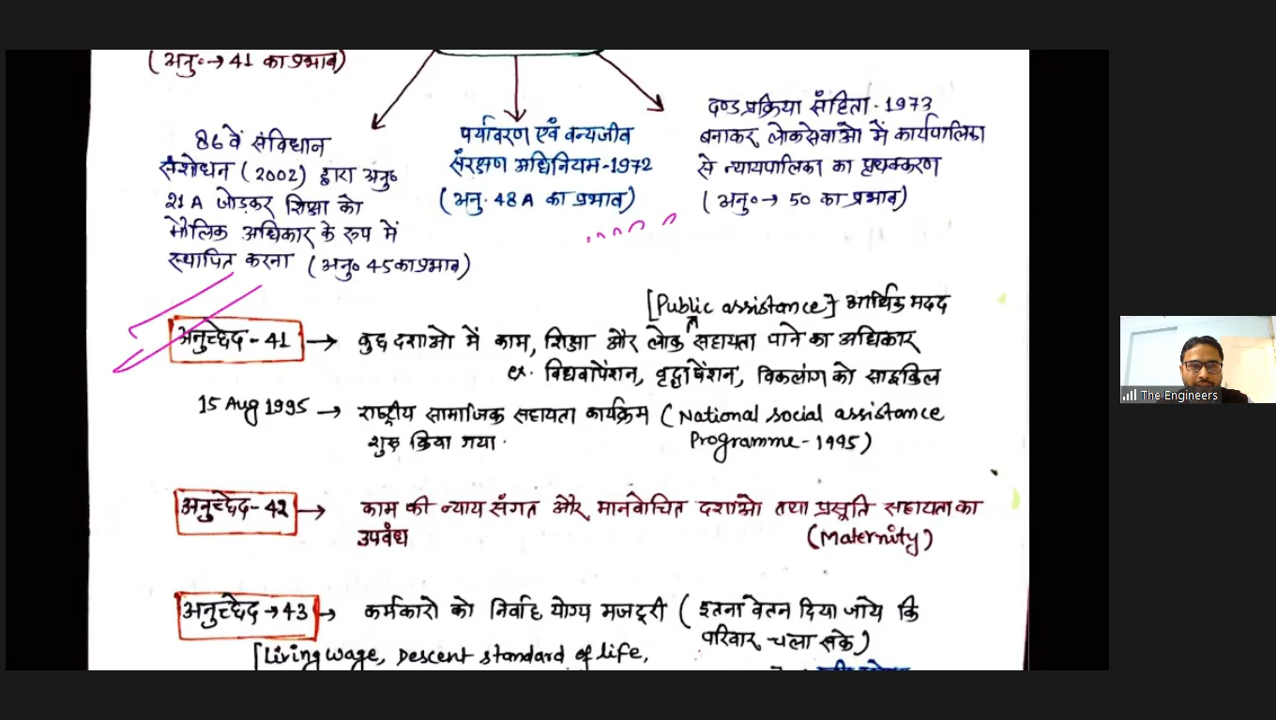 (अनु॰→41 का प्रभाव)
86 वें संविधान
संशोधन (2002) द्वारा अनु॰
21A जोड़कर शिक्षा को
मौलिक अधिकार के रूप में
स्थापित करना (अनु॰ 45 का प्रभाव)
पर्यावरण एवं वन्यजीव
संरक्षण अधिनियम-1972
(अनु. 48A का प्रभाव)
दण्ड प्रक्रिया संहिता-1973
बनाकर लोकसेवाओ में कार्यपालिका
से न्यायपालिका का पृथक्करण
(अनु॰→ 50 का प्रभाव)
[Public assistance] आर्थिक मदद
अनुच्छेद-41 → कुछ दशाओ में काम, शिक्षा और लोक सहायता पाने का अधिकार
ex. विधवापेंशन, वृद्धापेंशन, विकलांग को साइकिल
15 Aug 1995 → राष्ट्रीय सामाजिक सहायता कार्यक्रम (National social assistance
शुरु किया गया. Programme-1995)
अनुच्छेद-42 → काम की न्याय संगत और मानवोचित दशाओ तथा प्रसूति सहायता का
उपबंध (Maternity)
अनुच्छेद→43 → कर्मकारो को निर्वाह योग्य मजदूरी (इतना वेतन दिया जाये कि
परिवार चला सके)
[Living wage, Descent standard of life,
The Engineers